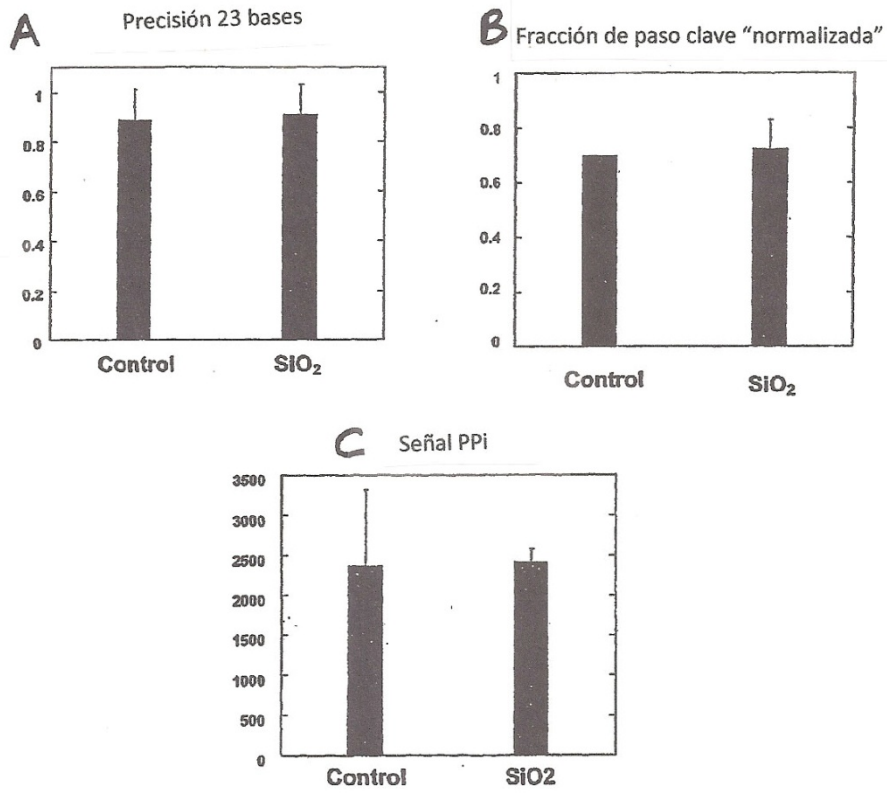 A
Precisión 23 bases
1
0.8
0.6
0.4
0.2
0
Control SiO₂
B
Fracción de paso clave “normalizada”
1
0.8
0.6
0.4
0.2
0
Control SiO₂
C
Señal PPi
3500
3000
2500
2000
1500
1000
500
0
Control SiO2